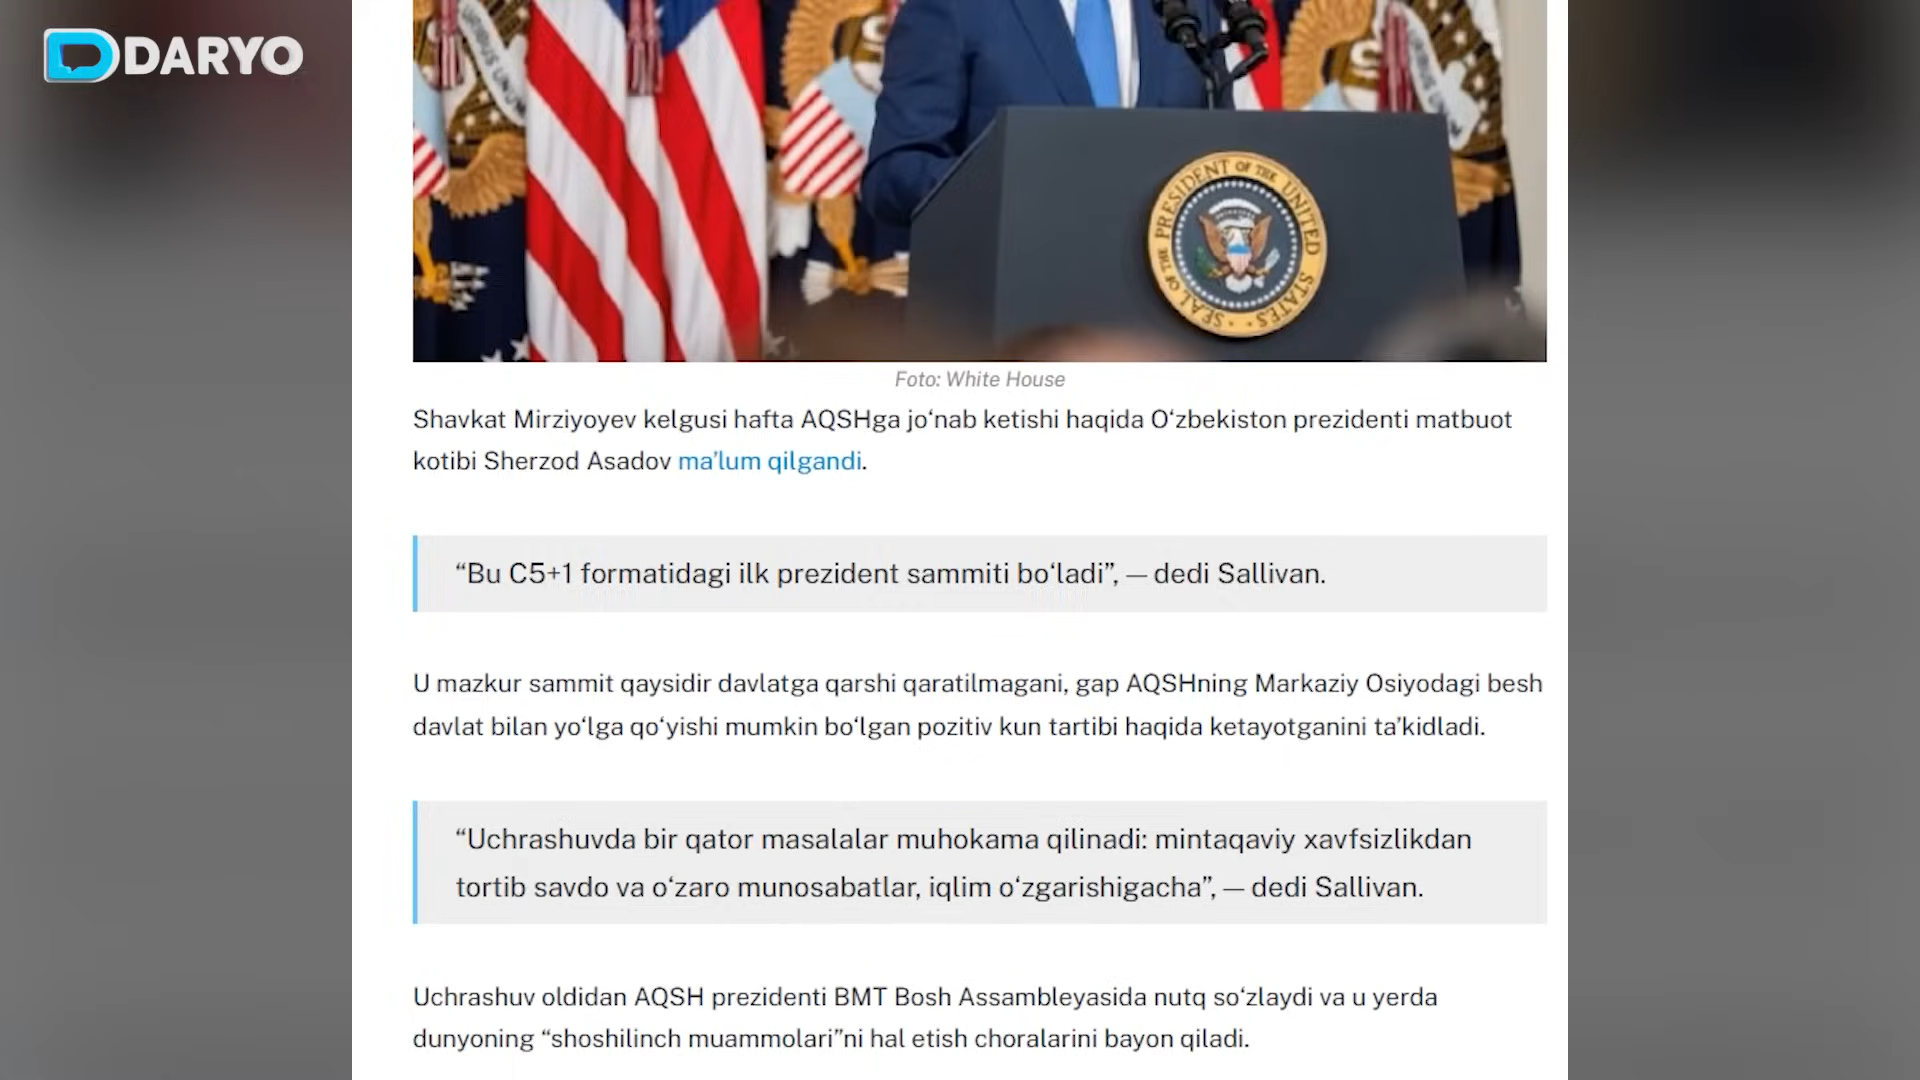 DARYO
SEAL OF THE PRESIDENT OF THE UNITED STATES
Foto: White House
Shavkat Mirziyoyev kelgusi hafta AQSHga jo‘nab ketishi haqida O‘zbekiston prezidenti matbuot
kotibi Sherzod Asadov ma’lum qilgandi.
“Bu C5+1 formatidagi ilk prezident sammiti bo‘ladi”, — dedi Sallivan.
U mazkur sammit qaysidir davlatga qarshi qaratilmagani, gap AQSHning Markaziy Osiyodagi besh
davlat bilan yo‘lga qo‘yishi mumkin bo‘lgan pozitiv kun tartibi haqida ketayotganini ta’kidladi.
“Uchrashuvda bir qator masalalar muhokama qilinadi: mintaqaviy xavfsizlikdan
tortib savdo va o‘zaro munosabatlar, iqlim o‘zgarishigacha”, — dedi Sallivan.
Uchrashuv oldidan AQSH prezidenti BMT Bosh Assambleyasida nutq so‘zlaydi va u yerda
dunyoning “shoshilinch muammolari”ni hal etish choralarini bayon qiladi.